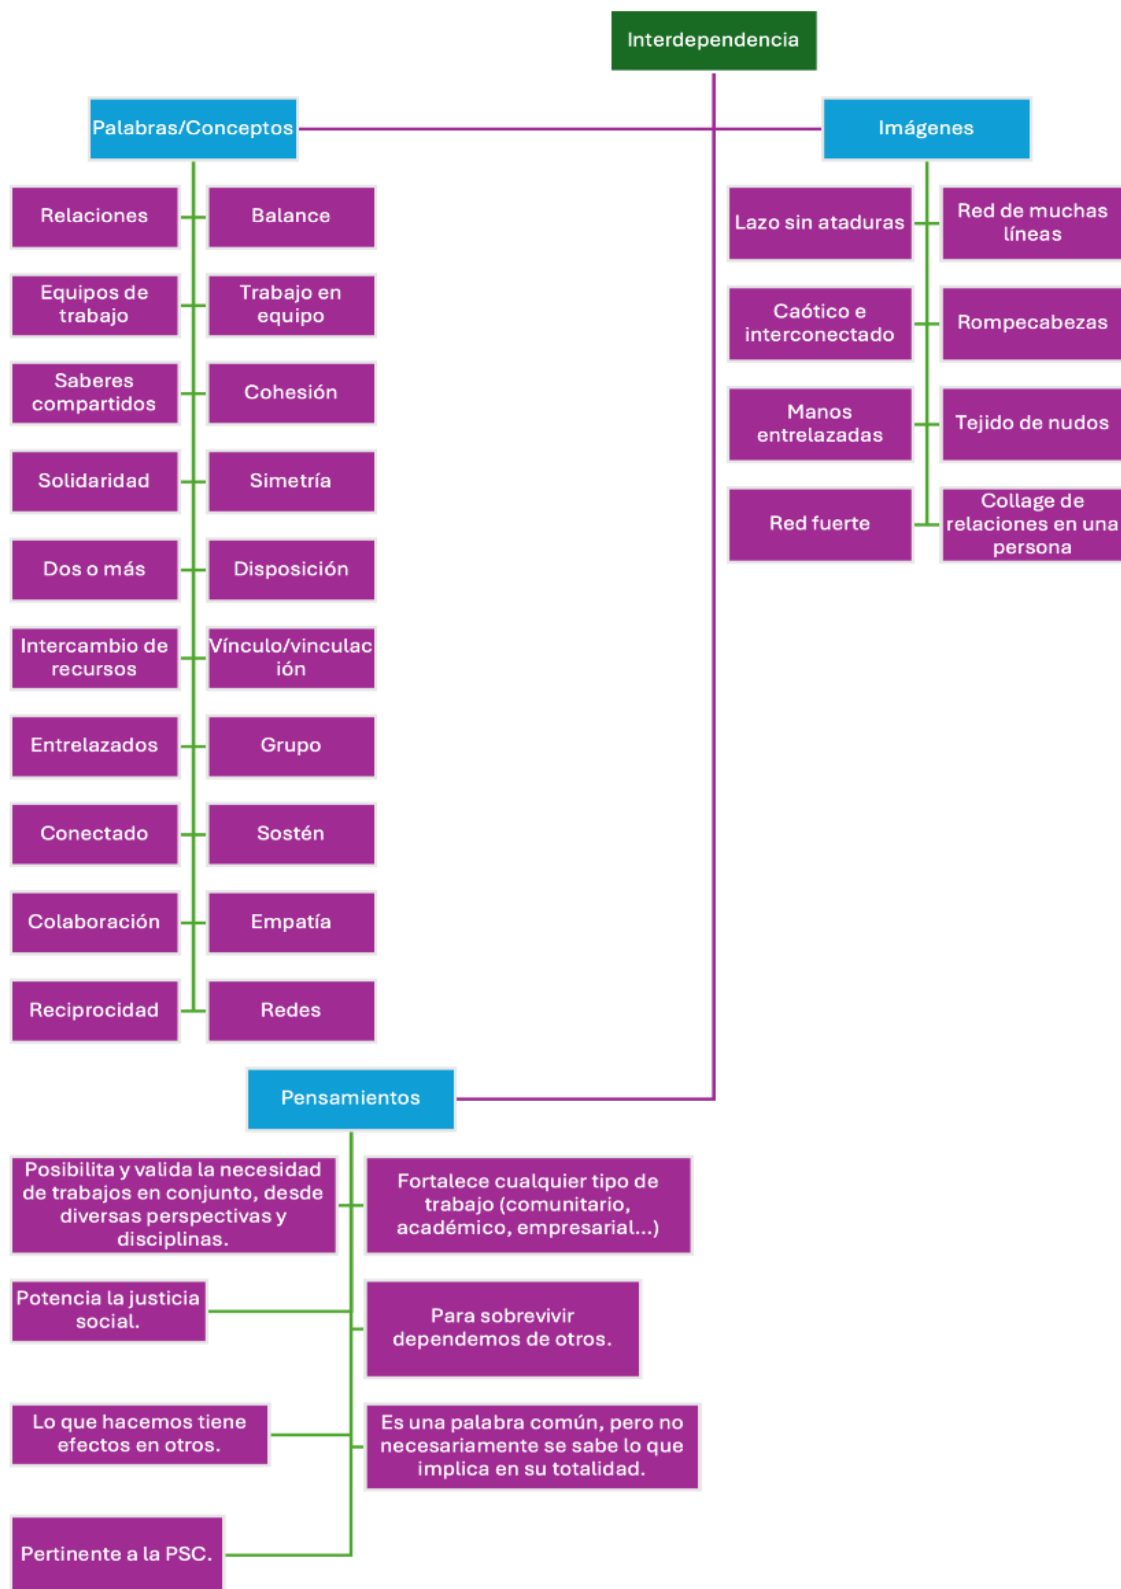 Interdependencia
Palabras/Conceptos
Imágenes
Relaciones
Balance
Equipos de
trabajo
Trabajo en
equipo
Saberes
compartidos
Cohesión
Solidaridad
Simetría
Dos o más
Disposición
Intercambio de
recursos
Vínculo/vinculac
ión
Entrelazados
Grupo
Conectado
Sostén
Colaboración
Empatía
Reciprocidad
Redes
Lazo sin ataduras
Red de muchas
líneas
Caótico e
interconectado
Rompecabezas
Manos
entrelazadas
Tejido de nudos
Red fuerte
Collage de
relaciones en una
persona
Pensamientos
Posibilita y valida la necesidad
de trabajos en conjunto, desde
diversas perspectivas y
disciplinas.
Fortalece cualquier tipo de
trabajo (comunitario,
académico, empresarial...)
Potencia la justicia
social.
Para sobrevivir
dependemos de otros.
Lo que hacemos tiene
efectos en otros.
Es una palabra común, pero no
necesariamente se sabe lo que
implica en su totalidad.
Pertinente a la PSC.